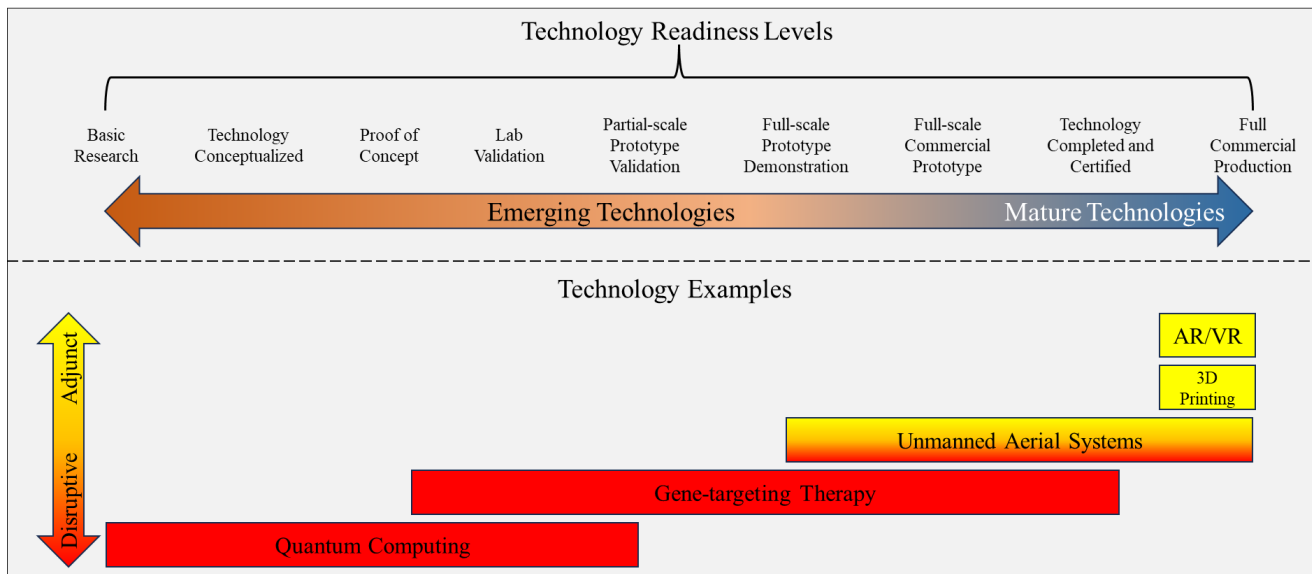 Technology Readiness Levels
Basic
Research
Technology
Conceptualized
Proof of
Concept
Lab
Validation
Partial-scale
Prototype
Validation
Full-scale
Prototype
Demonstration
Full-scale
Commercial
Prototype
Technology
Completed and
Certified
Full
Commercial
Production
Emerging Technologies
Mature Technologies
Technology Examples
Adjunct
Disruptive
AR/VR
3D
Printing
Unmanned Aerial Systems
Gene-targeting Therapy
Quantum Computing